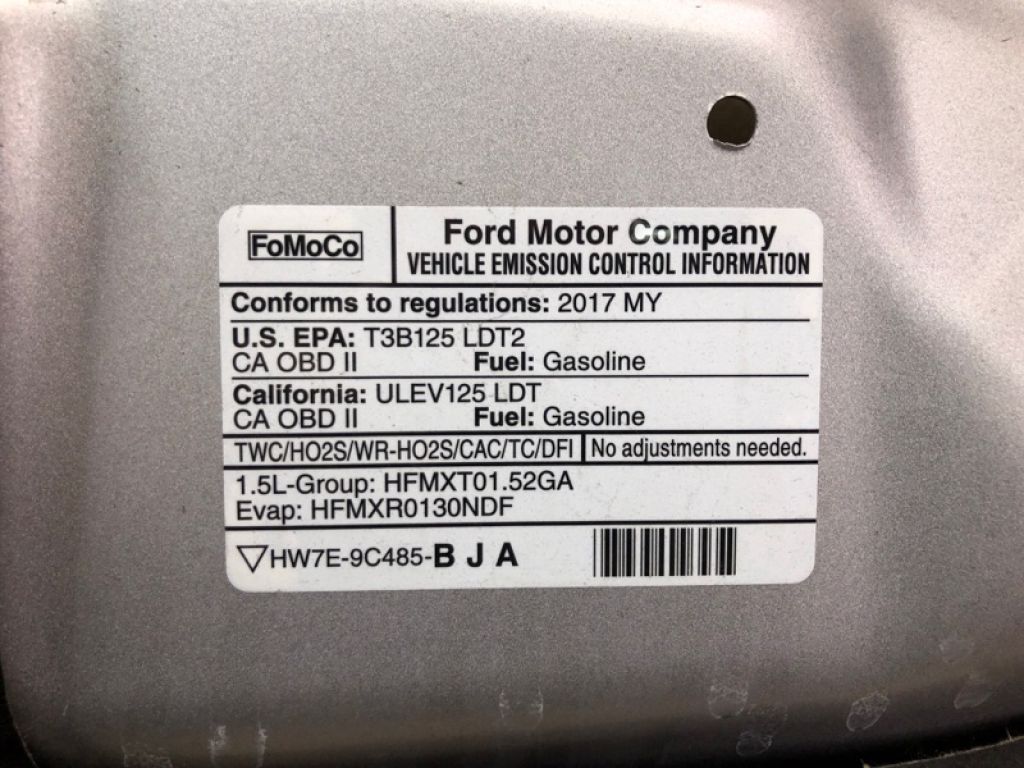 FoMoCo
Ford Motor Company
VEHICLE EMISSION CONTROL INFORMATION
Conforms to regulations: 2017 MY
U.S. EPA: T3B125 LDT2
CA OBD II Fuel: Gasoline
California: ULEV125 LDT
CA OBD II Fuel: Gasoline
TWC/HO2S/WR-HO2S/CAC/TC/DFI No adjustments needed.
1.5L-Group: HFMXT01.52GA
Evap: HFMXR0130NDF
HW7E-9C485-B J A